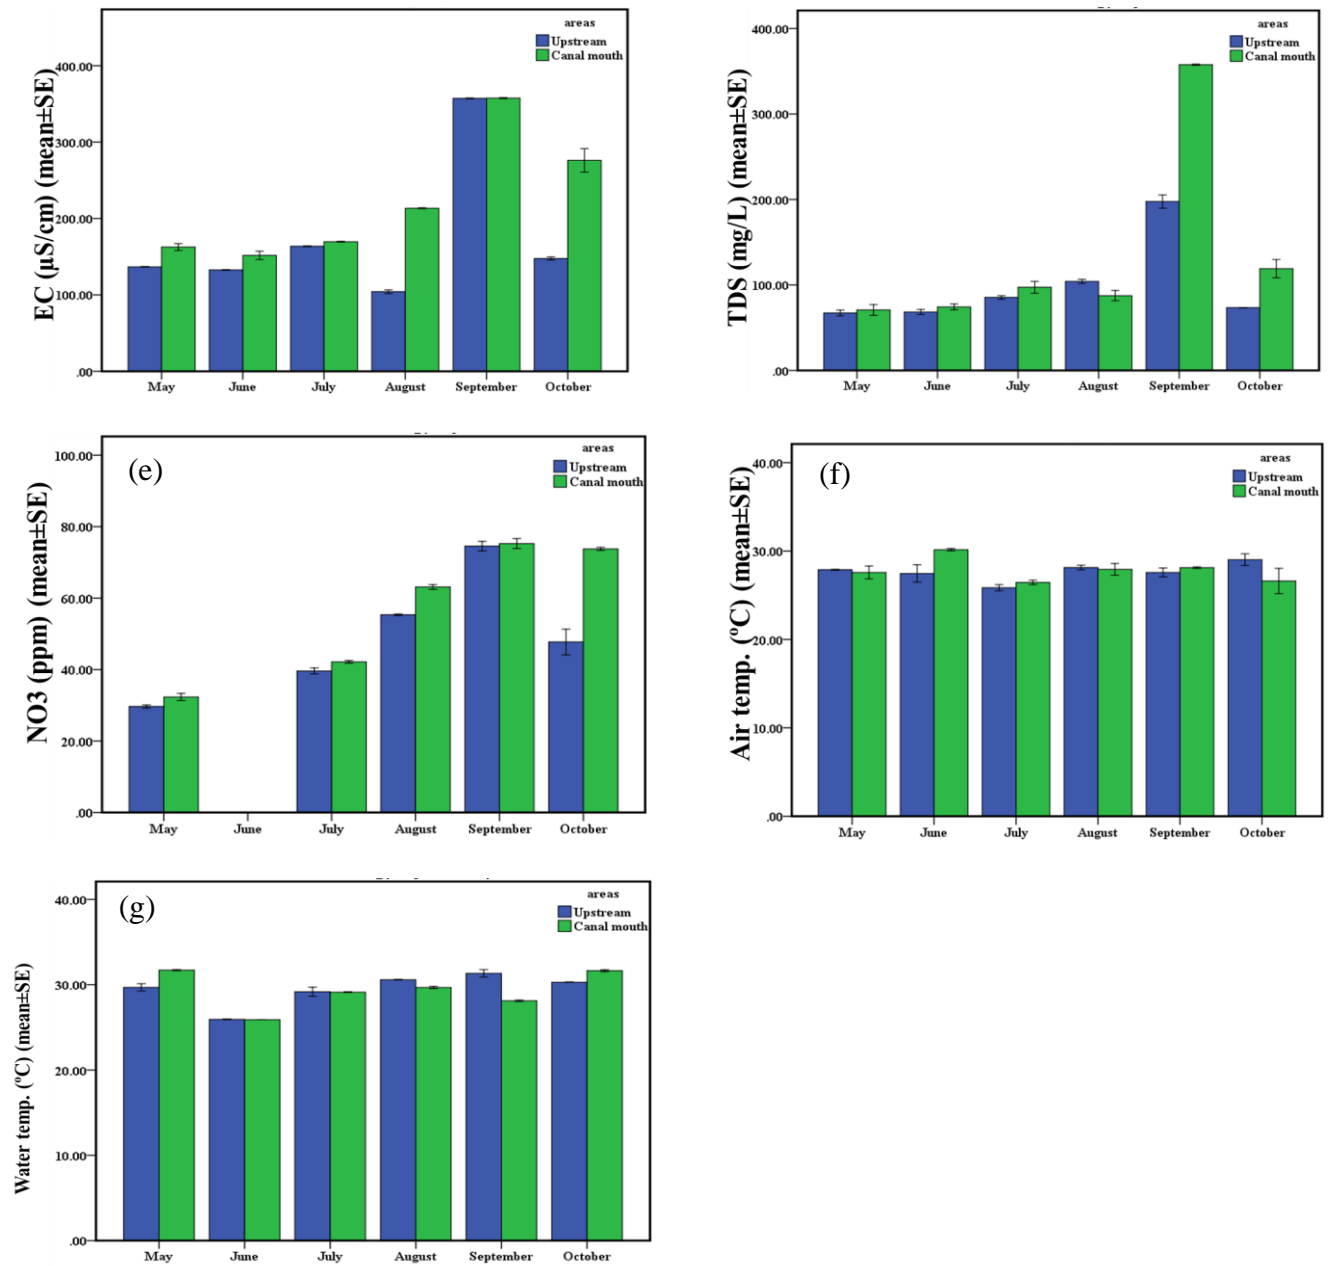 EC (µS/cm) (mean±SE)
400.00
300.00
200.00
100.00
.00
areas
Upstream
Canal mouth
May June July August September October
TDS (mg/L) (mean±SE)
400.00
300.00
200.00
100.00
.00
areas
Upstream
Canal mouth
May June July August September October
(e)
NO3 (ppm) (mean±SE)
100.00
80.00
60.00
40.00
20.00
.00
areas
Upstream
Canal mouth
May June July August September October
(f)
Air temp. (ºC) (mean±SE)
40.00
30.00
20.00
10.00
.00
areas
Upstream
Canal mouth
May June July August September October
(g)
Water temp. (ºC) (mean±SE)
40.00
30.00
20.00
10.00
.00
areas
Upstream
Canal mouth
May June July August September October